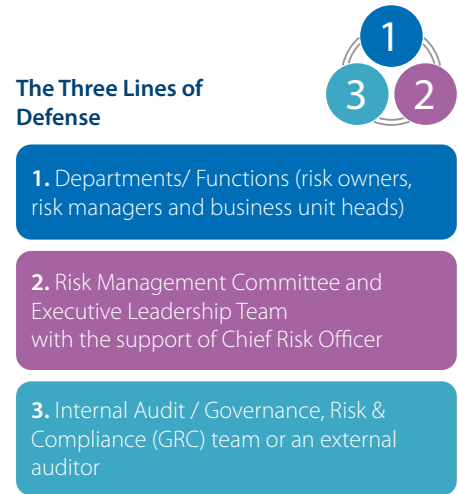 1
The Three Lines of
3 2
Defense
1. Departments/ Functions (risk owners,
risk managers and business unit heads)
2. Risk Management Committee and
Executive Leadership Team
with the support of Chief Risk Officer
3. Internal Audit / Governance, Risk &
Compliance (GRC) team or an external
auditor